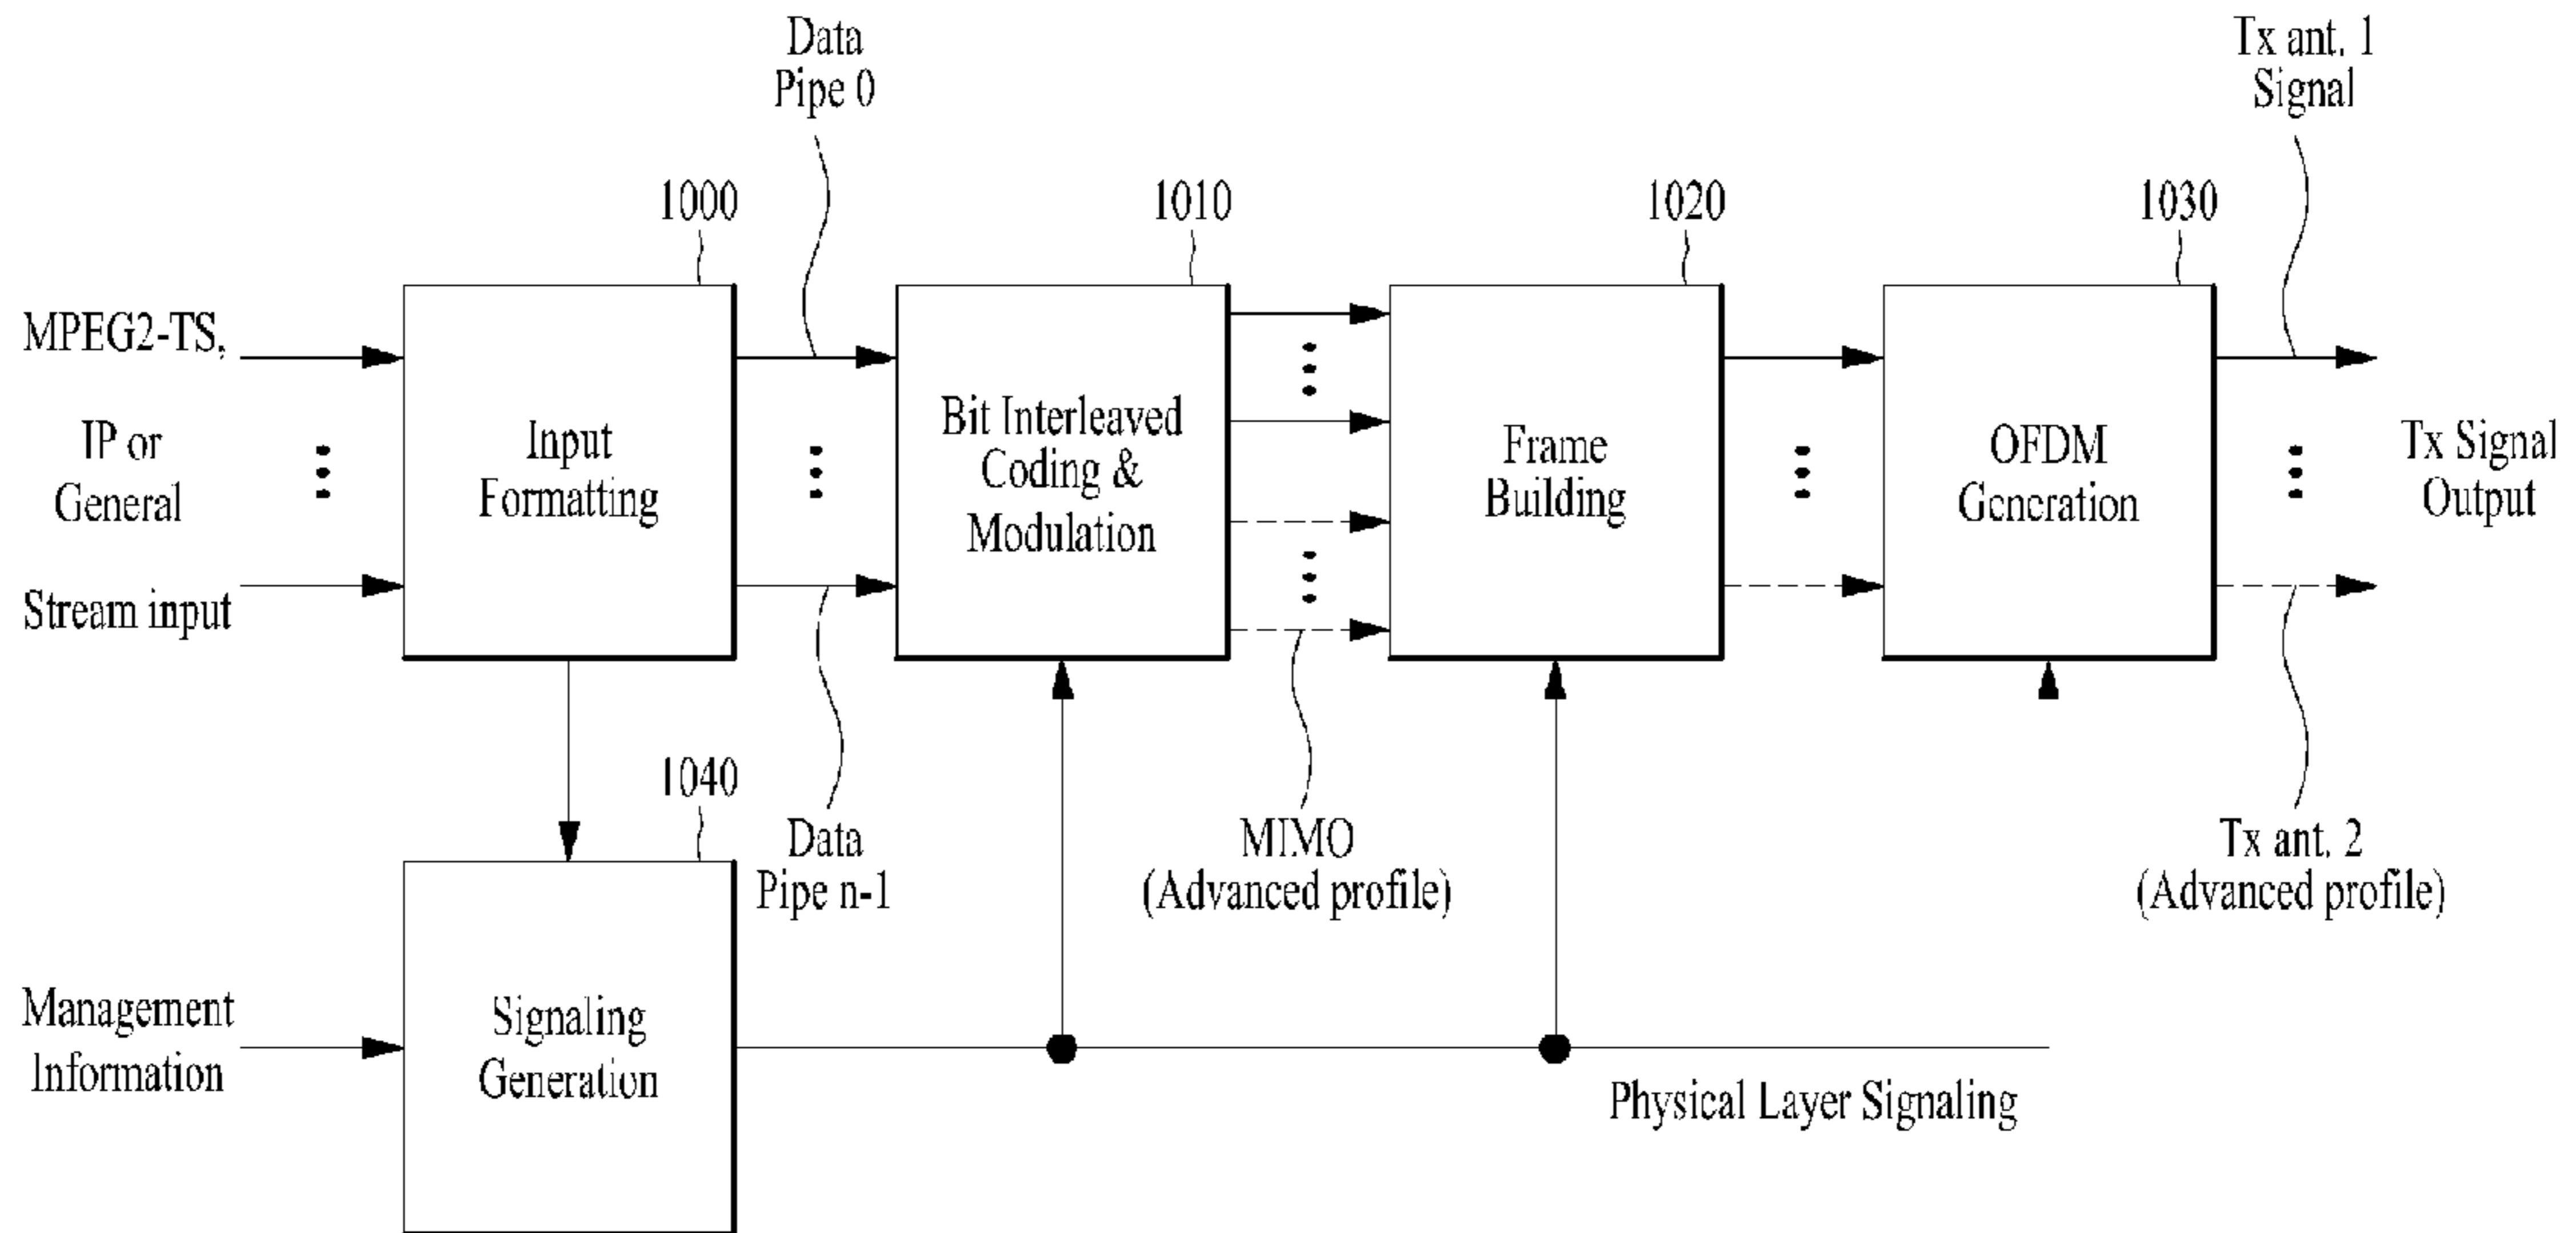 Data
Pipe 0
Tx ant. 1
Signal
1000
1010
1020
1030
MPEG2-TS,
IP or
General
Stream input
Input
Formatting
Bit Interleaved
Coding &
Modulation
Frame
Building
OFDM
Generation
Tx Signal
Output
1040
Data
Pipe n-1
MIMO
(Advanced profile)
Tx ant. 2
(Advanced profile)
Management
Information
Signaling
Generation
Physical Layer Signaling